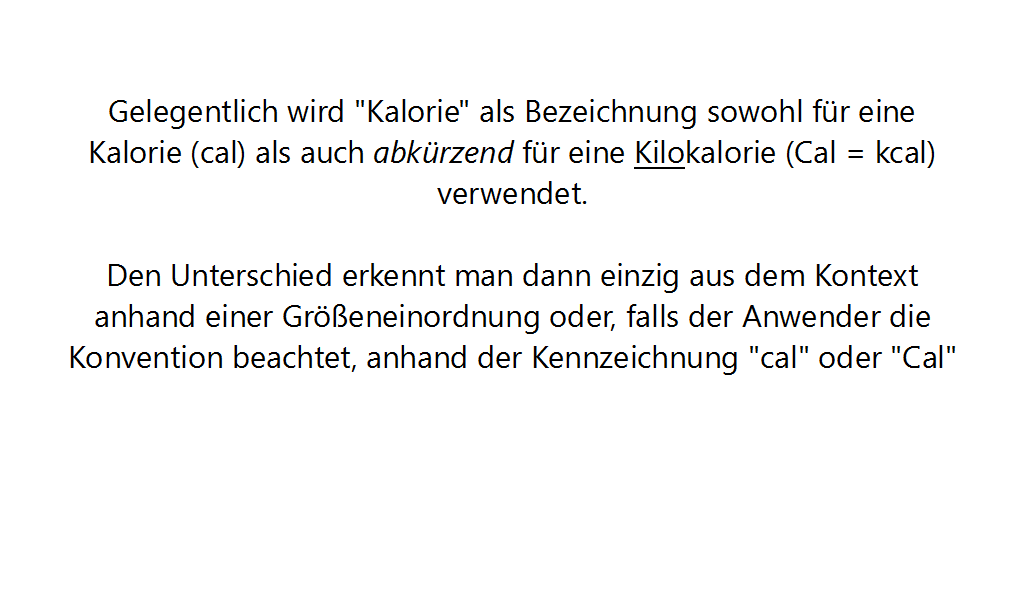 Gelegentlich wird "Kalorie" als Bezeichnung sowohl für eine
Kalorie (cal) als auch abkürzend für eine Kilokalorie (Cal = kcal)
verwendet.
Den Unterschied erkennt man dann einzig aus dem Kontext
anhand einer Größeneinordnung oder, falls der Anwender die
Konvention beachtet, anhand der Kennzeichnung "cal" oder "Cal"